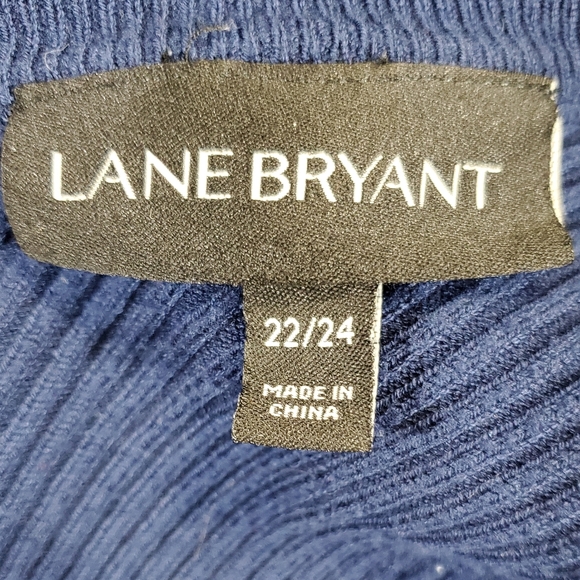 LANE BRYANT
22/24
MADE IN
CHINA